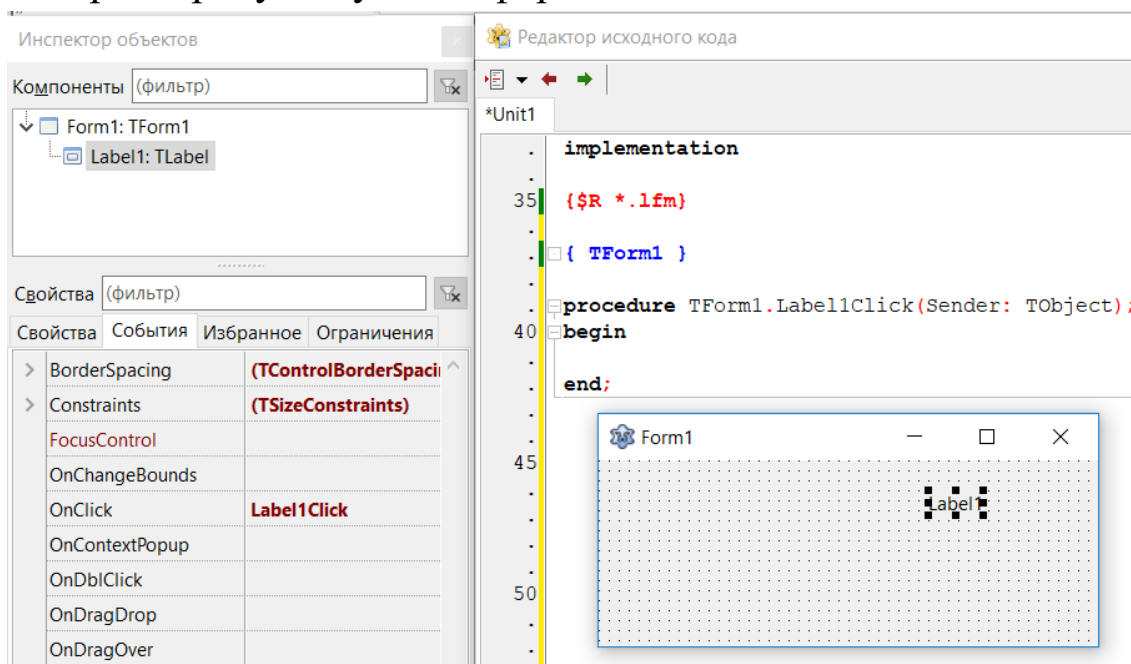 Инспектор объектов
Компоненты (фильтр)
Form1: TForm1
Label1: TLabel
Свойства (фильтр)
Свойства События Избранное Ограничения
BorderSpacing (TControlBorderSpaci
Constraints (TSizeConstraints)
FocusControl
OnChangeBounds
OnClick Label1Click
OnContextPopup
OnDblClick
OnDragDrop
OnDragOver
Редактор исходного кода
*Unit1
implementation
35 {$R *.lfm}
{ TForm1 }
procedure TForm1.Label1Click(Sender: TObject);
40 begin
end;
45
50
Form1
Label1